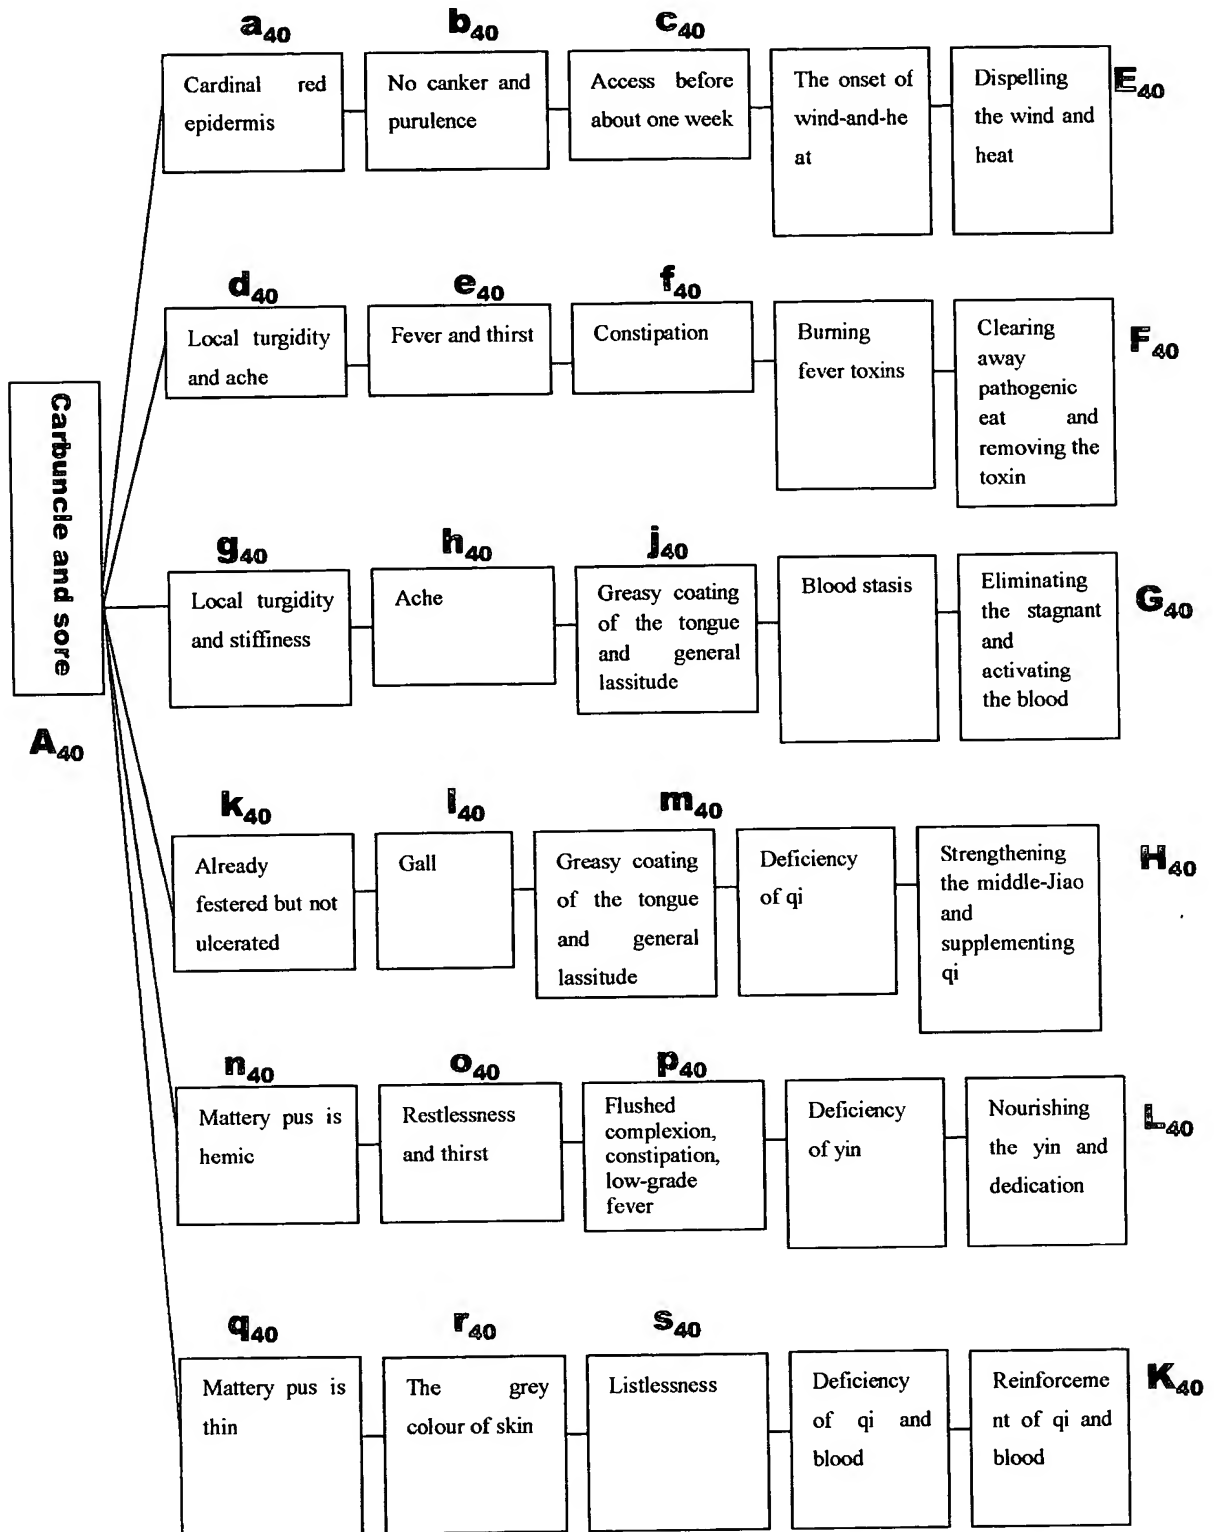 a40
b40
c40
Cardinal red
epidermis
No canker and
purulence
Access before
about one week
The onset of
wind-and-he
at
Dispelling
the wind and
heat
E40
d40
e40
f40
Local turgidity
and ache
Fever and thirst
Constipation
Burning
fever toxins
Clearing
away
pathogenic
eat and
removing the
toxin
F40
Carbuncle and sore
A40
g40
h40
j40
Local turgidity
and stiffiness
Ache
Greasy coating
of the tongue
and general
lassitude
Blood stasis
Eliminating
the stagnant
and
activating
the blood
G40
k40
l40
m40
Already
festered but not
ulcerated
Gall
Greasy coating
of the tongue
and general
lassitude
Deficiency
of qi
Strengthening
the middle-Jiao
and
supplementing
qi
H40
n40
o40
p40
Mattery pus is
hemic
Restlessness
and thirst
Flushed
complexion,
constipation,
low-grade
fever
Deficiency
of yin
Nourishing
the yin and
dedication
L40
q40
r40
s40
Mattery pus is
thin
The grey
colour of skin
Listlessness
Deficiency
of qi and
blood
Reinforceme
nt of qi and
blood
K40